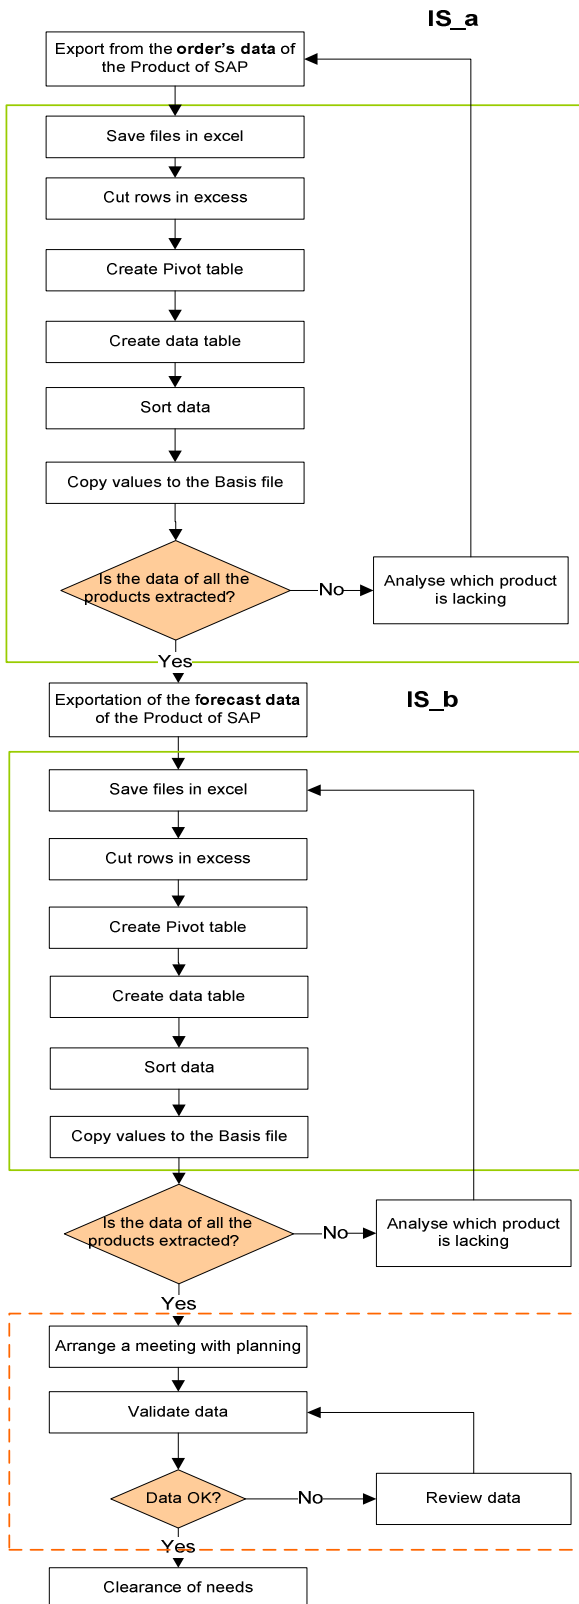 IS_a
Export from the order's data of
the Product of SAP
Save files in excel
Cut rows in excess
Create Pivot table
Create data table
Sort data
Copy values to the Basis file
Is the data of all the
products extracted?
No
Analyse which product
is lacking
Yes
Exportation of the forecast data
of the Product of SAP
IS_b
Save files in excel
Cut rows in excess
Create Pivot table
Create data table
Sort data
Copy values to the Basis file
Is the data of all the
products extracted?
No
Analyse which product
is lacking
Yes
Arrange a meeting with planning
Validate data
Data OK?
No
Review data
Yes
Clearance of needs